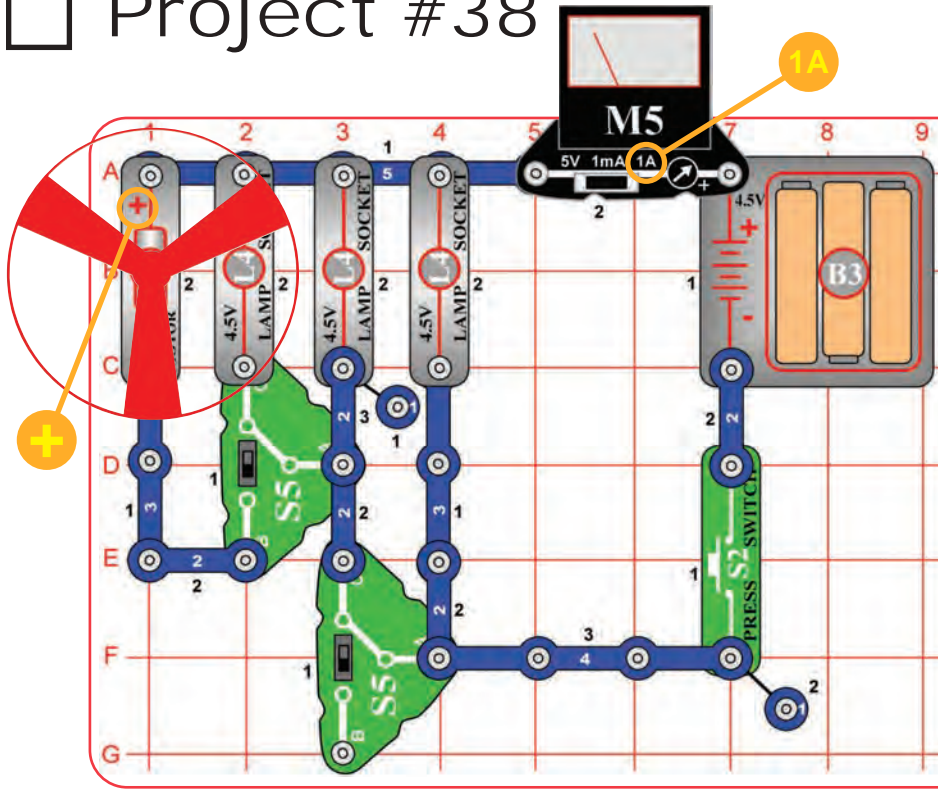 Project #38
1A
M5
5V 1mA 1A +
2
1 2 3 4 5 7 8 9
1
5
A
+
B
C
D
E
F
G
2 2 2 2
L4 L4 L4
SOCKET SOCKET
LAMP LAMP LAMP
4.5V 4.5V 4.5V
4.5V
+
-
1
B3
+
2 3
1
1
2 2
1 3
1
S5
2 2
3 1
2
2
1
S5
A
B
2 2
3
4
2 2
1
S2
PRESS SWITCH
1 2